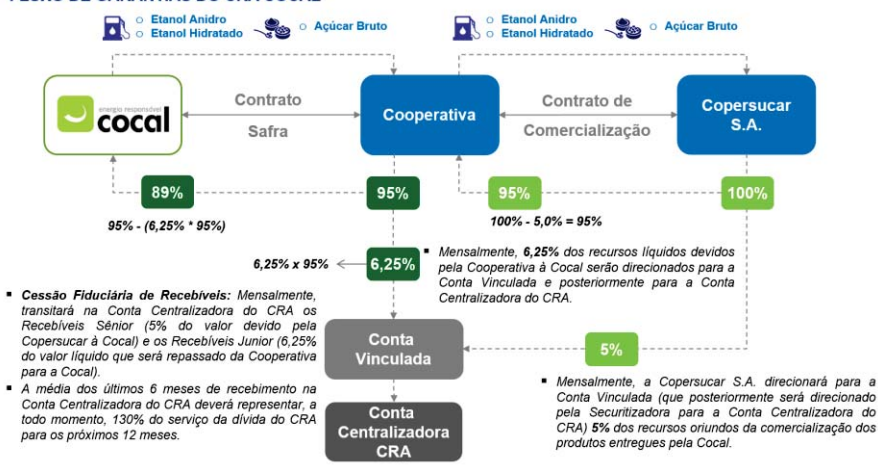 Etanol Anidro
Etanol Hidratado
Açúcar Bruto
Etanol Anidro
Etanol Hidratado
Açúcar Bruto
energia responsável
cocal
Contrato
Safra
Cooperativa
Contrato de
Comercialização
Copersucar
S.A.
89%
95%
95%
100%
95% - (6,25% * 95%)
100% - 5,0% = 95%
6,25% x 95%
6,25%
▪ Mensalmente, 6,25% dos recursos líquidos devidos
pela Cooperativa à Cocal serão direcionados para a
Conta Vinculada e posteriormente para a Conta
Centralizadora do CRA.
▪ Cessão Fiduciária de Recebíveis: Mensalmente,
transitará na Conta Centralizadora do CRA os
Recebíveis Sênior (5% do valor devido pela
Copersucar à Cocal) e os Recebíveis Junior (6,25%
do valor líquido que será repassado da Cooperativa
para a Cocal).
▪ A média dos últimos 6 meses de recebimento na
Conta Centralizadora do CRA deverá representar, a
todo momento, 130% do serviço da dívida do CRA
para os próximos 12 meses.
Conta
Vinculada
5%
▪ Mensalmente, a Copersucar S.A. direcionará para a
Conta Vinculada (que posteriormente será direcionado
pela Securitizadora para a Conta Centralizadora do
CRA) 5% dos recursos oriundos da comercialização dos
produtos entregues pela Cocal.
Conta
Centralizadora
CRA